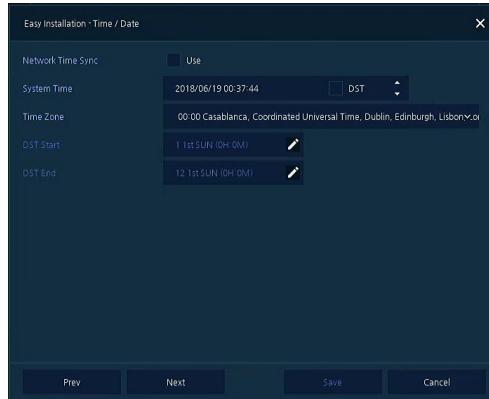 Easy Installation - Time / Date
Network Time Sync
Use
System Time
2018/06/19 00:37:44
DST
Time Zone
00:00 Casablanca, Coordinated Universal Time, Dublin, Edinburgh, Lisbon,
DST Start
1 1st SUN (0H:0M)
DST End
12 1st SUN (0H:0M)
Prev
Next
Save
Cancel